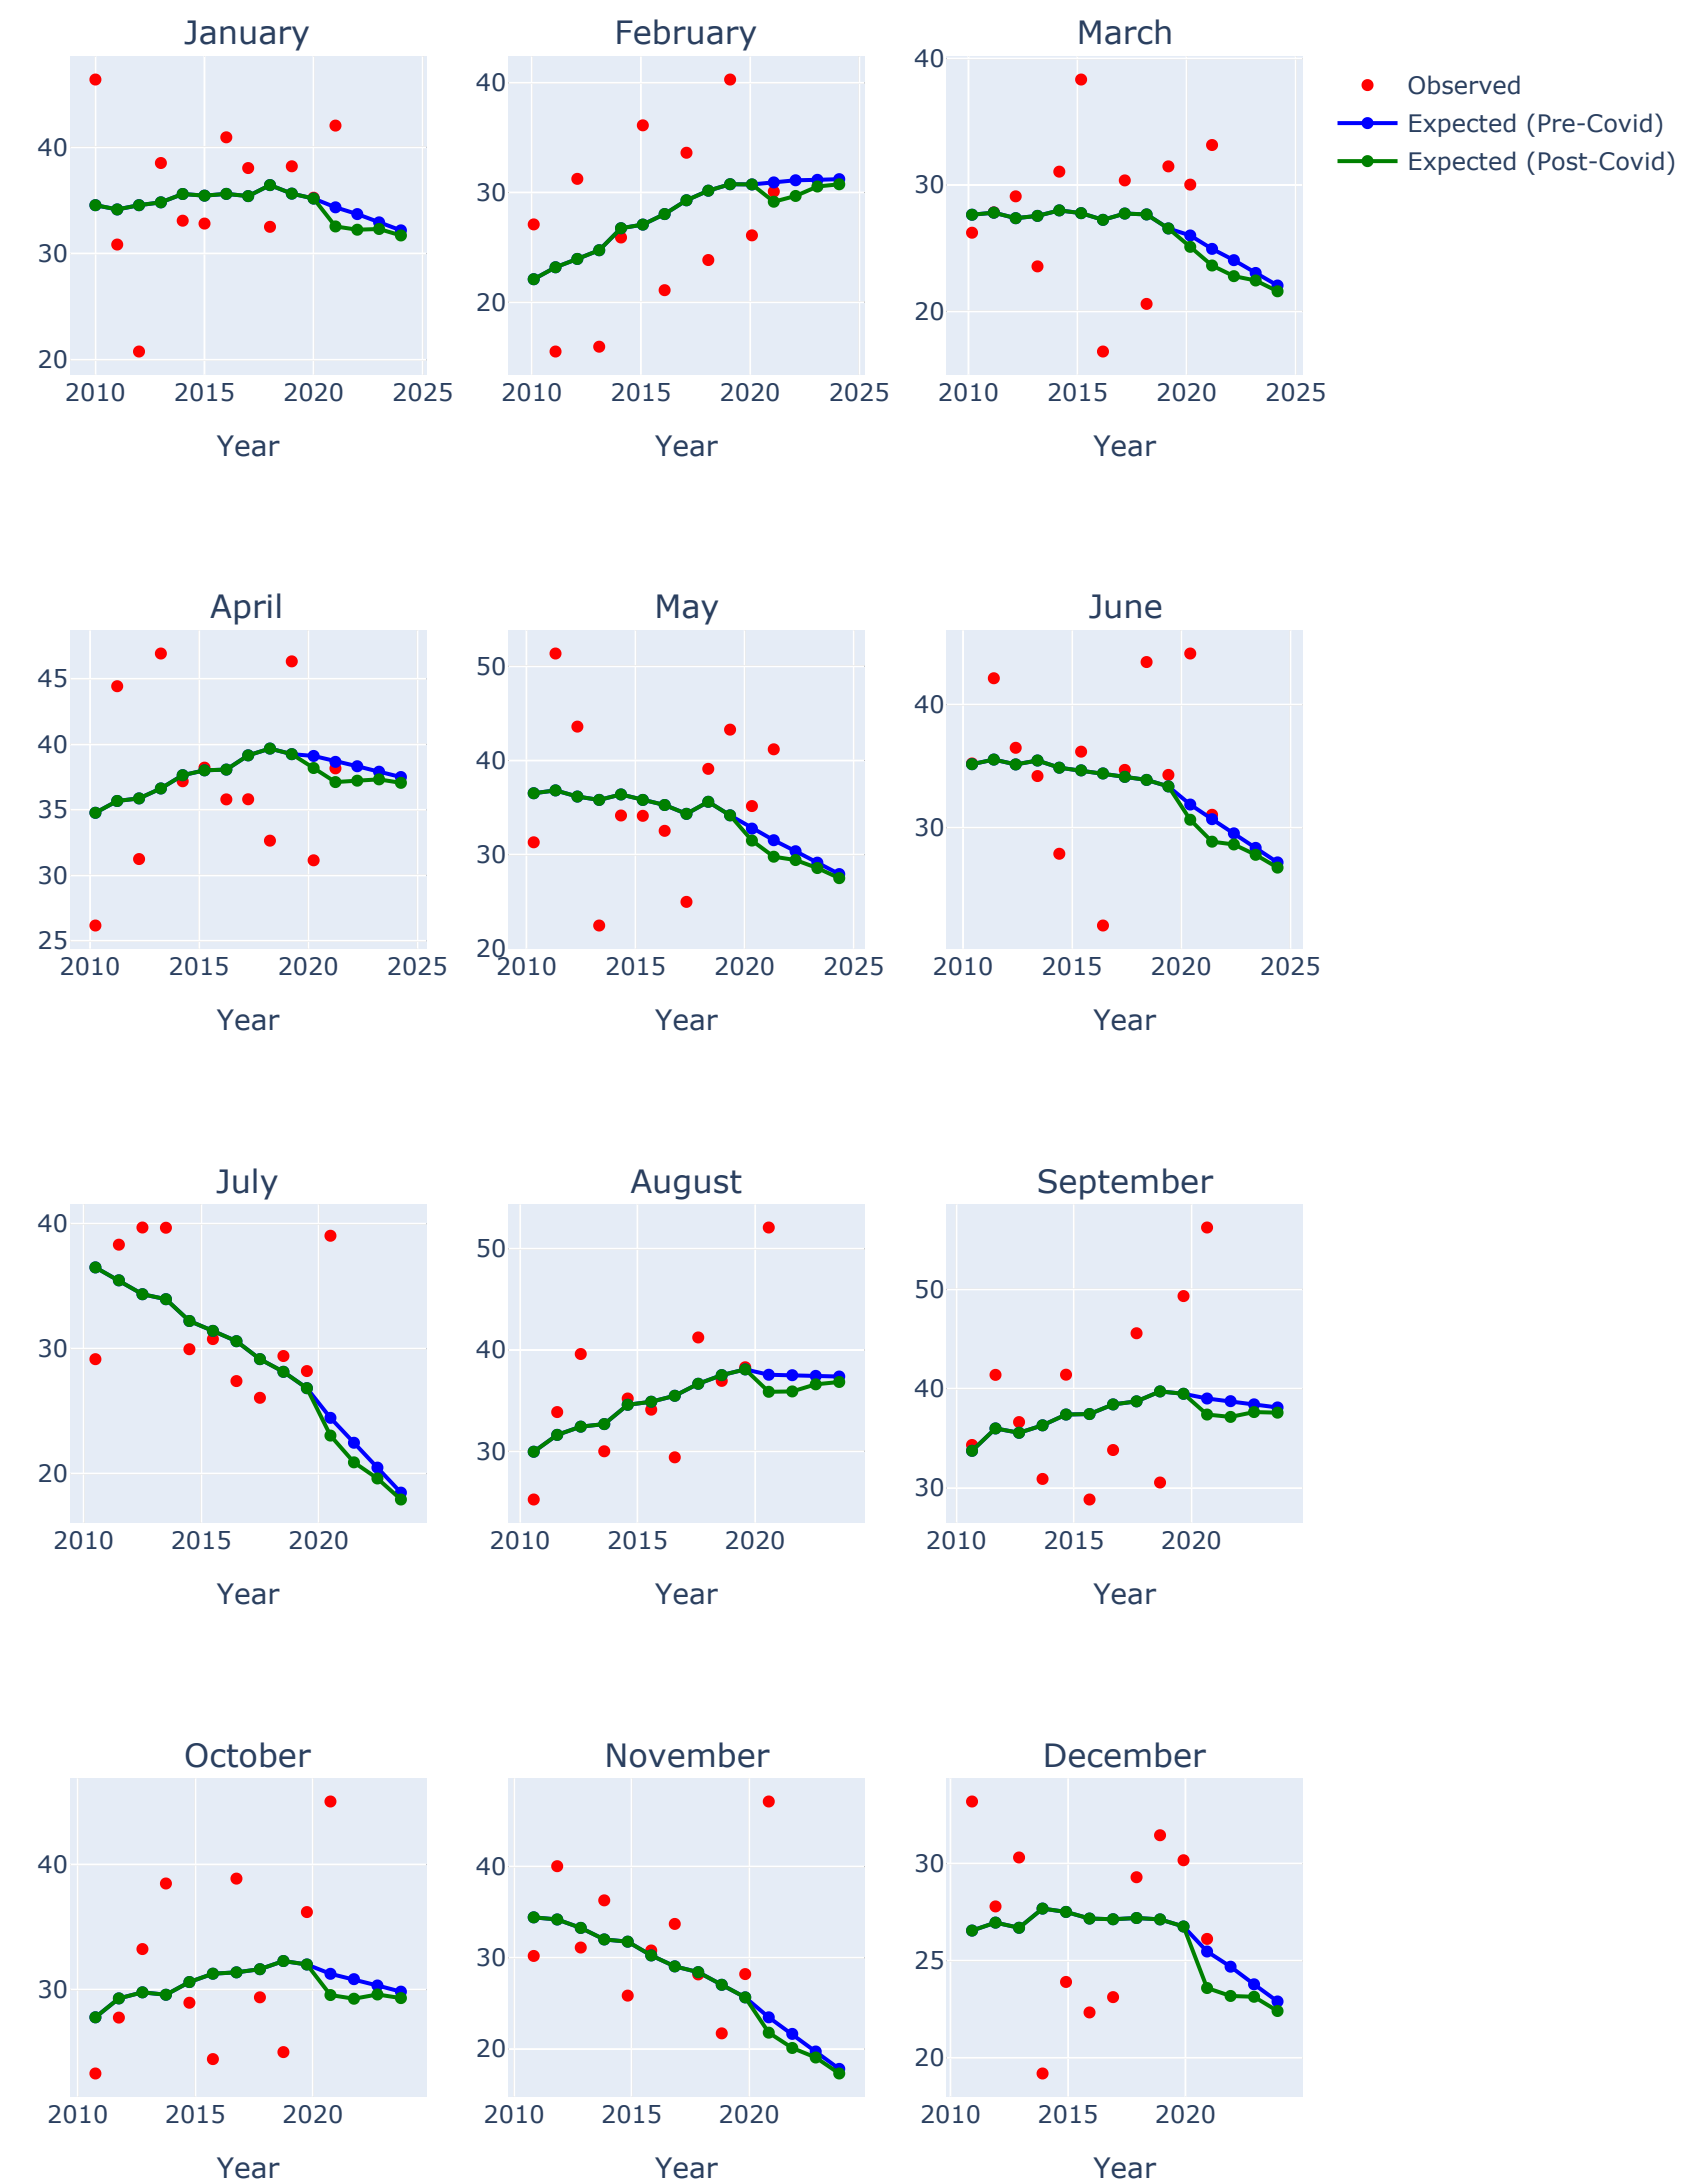 January February March
40
30
20
2010 2015 2020 2025
Year
40
30
20
2010 2015 2020 2025
Year
40
30
20
2010 2015 2020 2025
Year
Observed
Expected (Pre-Covid)
Expected (Post-Covid)
April May June
45
40
35
30
25
2010 2015 2020 2025
Year
50
40
30
20
2010 2015 2020 2025
Year
40
30
2010 2015 2020 2025
Year
July August September
40
30
20
2010 2015 2020
Year
50
40
30
2010 2015 2020
Year
50
40
30
2010 2015 2020
Year
October November December
40
30
2010 2015 2020
Year
40
30
20
2010 2015 2020
Year
30
25
20
2010 2015 2020
Year